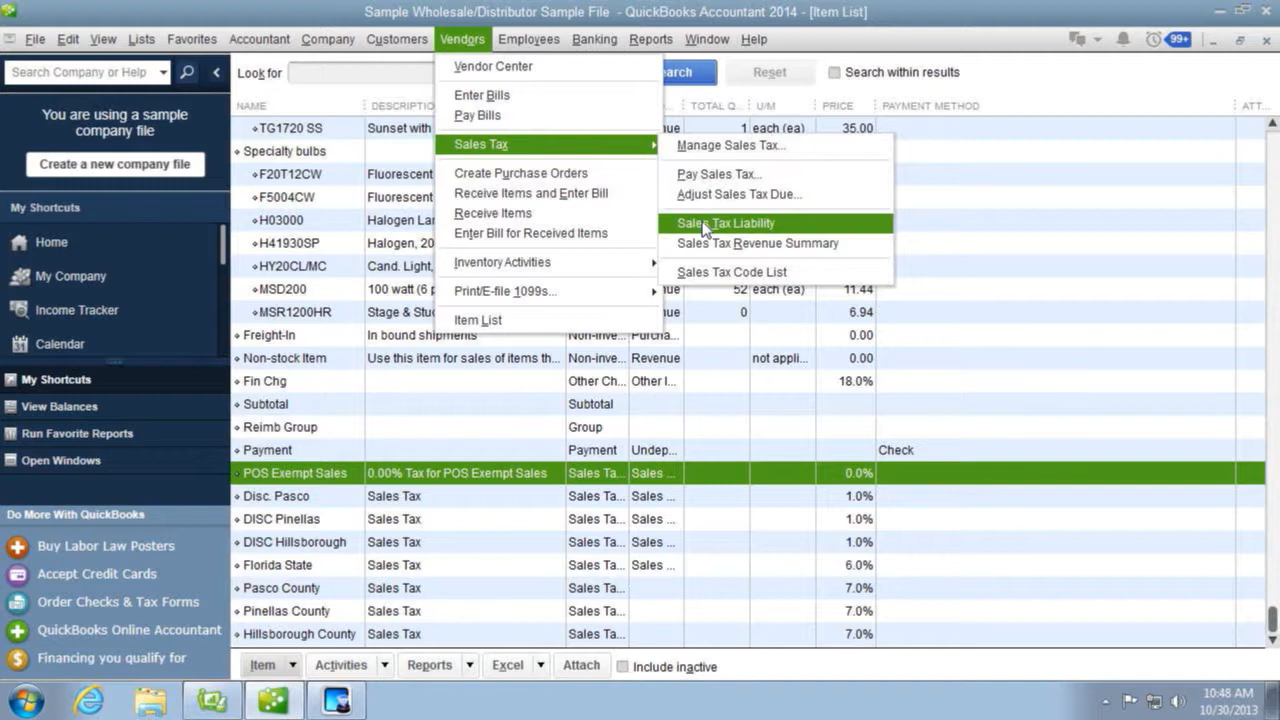 Sample Wholesale/Distributor Sample File - QuickBooks Accountant 2014 - [Item List]
File Edit View Lists Favorites Accountant Company Customers Vendors Employees Banking Reports Window Help
99+
Search Company or Help
Look for
arch
Reset
Search within results
You are using a
sample
company file
Create a new company file
My Shortcuts
Home
My Company
Income Tracker
Calendar
My Shortcuts
View Balances
Run Favorite Reports
Open Windows
Do More With QuickBooks
Buy Labor Law Posters
Accept Credit Cards
Order Checks & Tax Forms
QuickBooks Online Accountant
Financing you qualify for
Vendor Center
Enter Bills
Pay Bills
Sales Tax
Create Purchase Orders
Receive Items and Enter Bill
Receive Items
Enter Bill for Received Items
Inventory Activities
Print/E-file 1099s...
Item List
Manage Sales Tax...
Pay Sales Tax...
Adjust Sales Tax Due...
Sales Tax Liability
Sales Tax Revenue Summary
Sales Tax Code List
NAME DESCRIPTIO TOTAL Q... U/M PRICE PAYMENT METHOD ATT...
TG1720 SS Sunset with nue 1 each (ea) 35.00
Specialty bulbs
F20T12CW Fluorescent
F5004CW Fluorescent
H03000 Halogen Lar
H41930SP Halogen, 20
HY20CL/MC Cand. Light,
MSD200 100 watt (6 p 52 each (ea) 11.44
MSR1200HR Stage & Stud 0 6.94
Freight-In In bound shipments Non-inve... Purcha... 0.00
Non-stock Item Use this item for sales of items th... Non-inve... Revenue not appli... 0.00
Fin Chg Other Ch... Other I... 18.0%
Subtotal Subtotal
Reimb Group Group
Payment Payment Undep... Check
POS Exempt Sales 0.00% Tax for POS Exempt Sales Sales Ta... Sales ... 0.0%
Disc. Pasco Sales Tax Sales Ta... Sales ... 1.0%
DISC Pinellas Sales Tax Sales Ta... Sales ... 1.0%
DISC Hillsborough Sales Tax Sales Ta... Sales ... 1.0%
Florida State Sales Tax Sales Ta... Sales ... 6.0%
Pasco County Sales Tax Sales Ta... 7.0%
Pinellas County Sales Tax Sales Ta... 7.0%
Hillsborough County Sales Tax Sales Ta... 7.0%
Item Activities Reports Excel Attach Include inactive
10:48 AM
10/30/2013